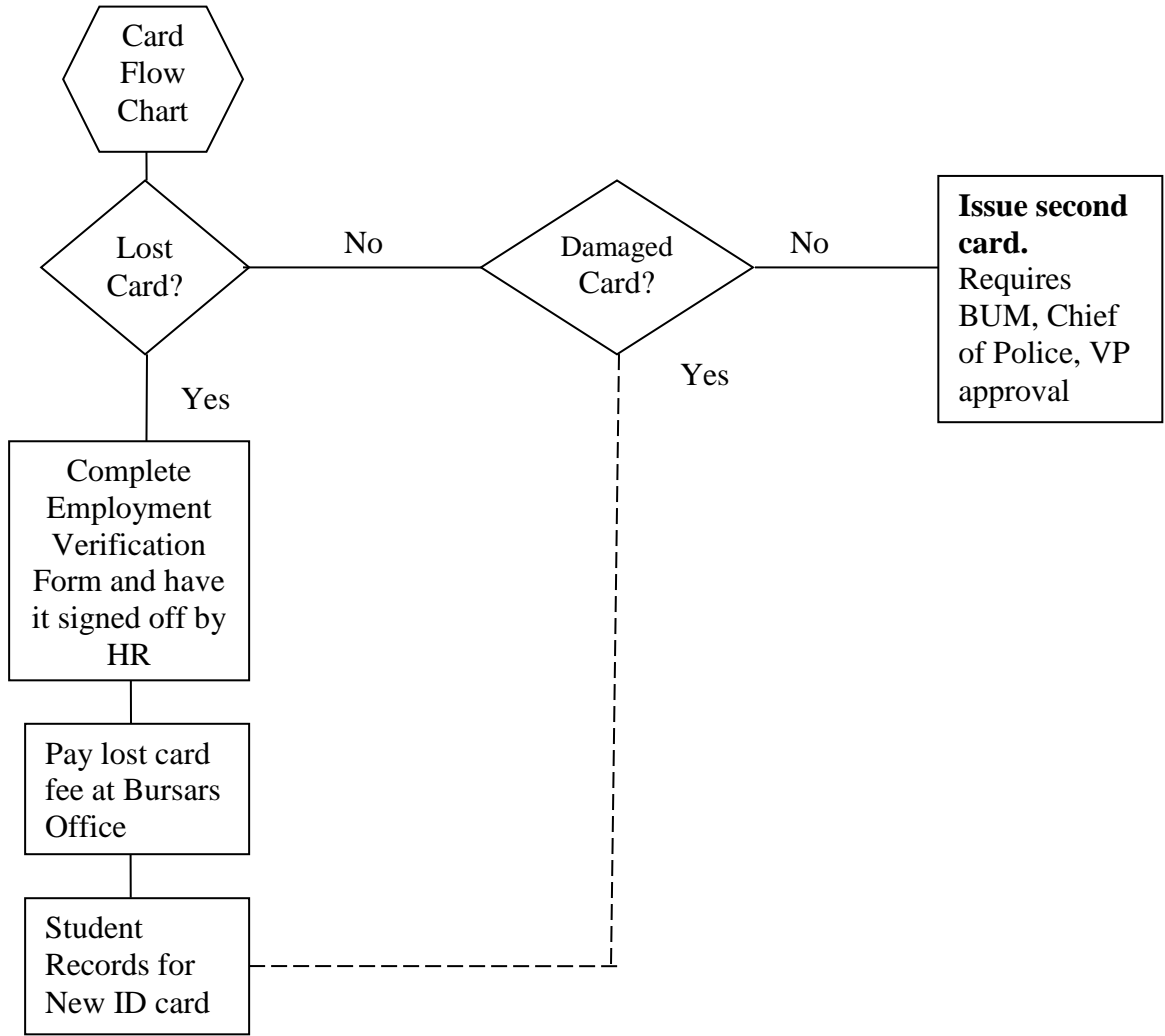 Card
Flow
Chart
Lost
Card?
No
Damaged
Card?
No
Issue second
card.
Requires
BUM, Chief
of Police, VP
approval
Yes
Yes
Complete
Employment
Verification
Form and have
it signed off by
HR
Pay lost card
fee at Bursars
Office
Student
Records for
New ID card